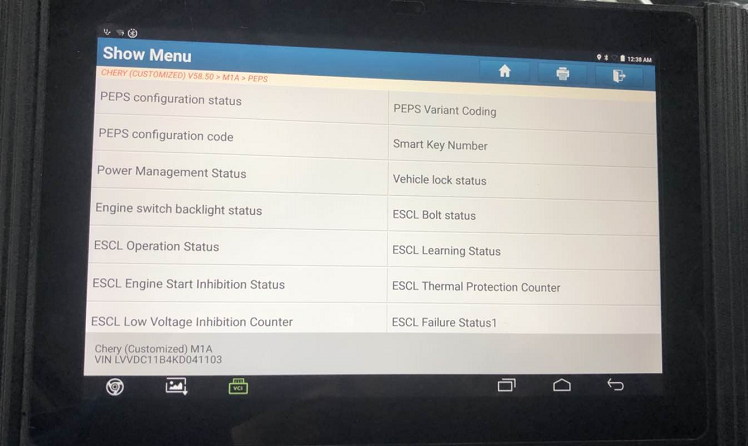 12:38 AM
Show Menu
CHERY (CUSTOMIZED) V58.50 > M1A > PEPS
PEPS configuration status
PEPS Variant Coding
PEPS configuration code
Smart Key Number
Power Management Status
Vehicle lock status
Engine switch backlight status
ESCL Bolt status
ESCL Operation Status
ESCL Learning Status
ESCL Engine Start Inhibition Status
ESCL Thermal Protection Counter
ESCL Low Voltage Inhibition Counter
ESCL Failure Status1
Chery (Customized) M1A
VIN LVVDC11B4KD041103
VCI